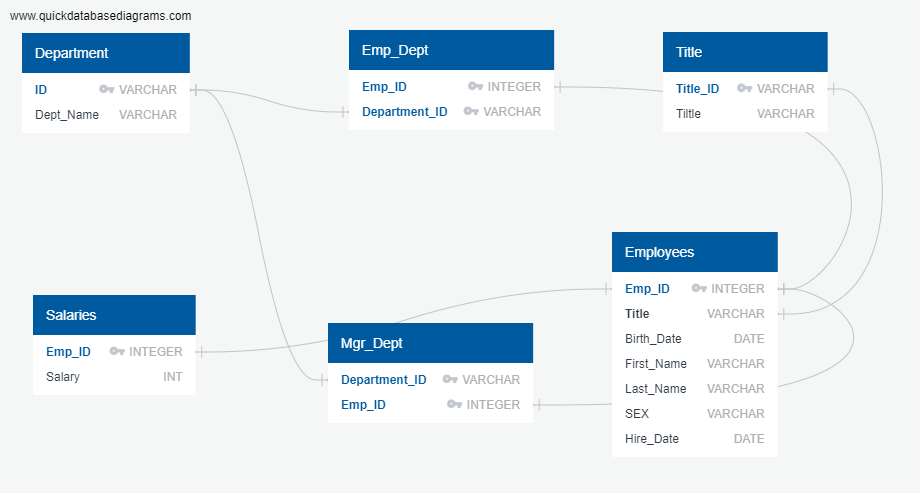 www.quickdatabasediagrams.com
Department
ID VARCHAR
Dept_Name VARCHAR
Emp_Dept
Emp_ID INTEGER
Department_ID VARCHAR
Title
Title_ID VARCHAR
Tiltle VARCHAR
Employees
Emp_ID INTEGER
Title VARCHAR
Birth_Date DATE
First_Name VARCHAR
Last_Name VARCHAR
SEX VARCHAR
Hire_Date DATE
Salaries
Emp_ID INTEGER
Salary INT
Mgr_Dept
Department_ID VARCHAR
Emp_ID INTEGER